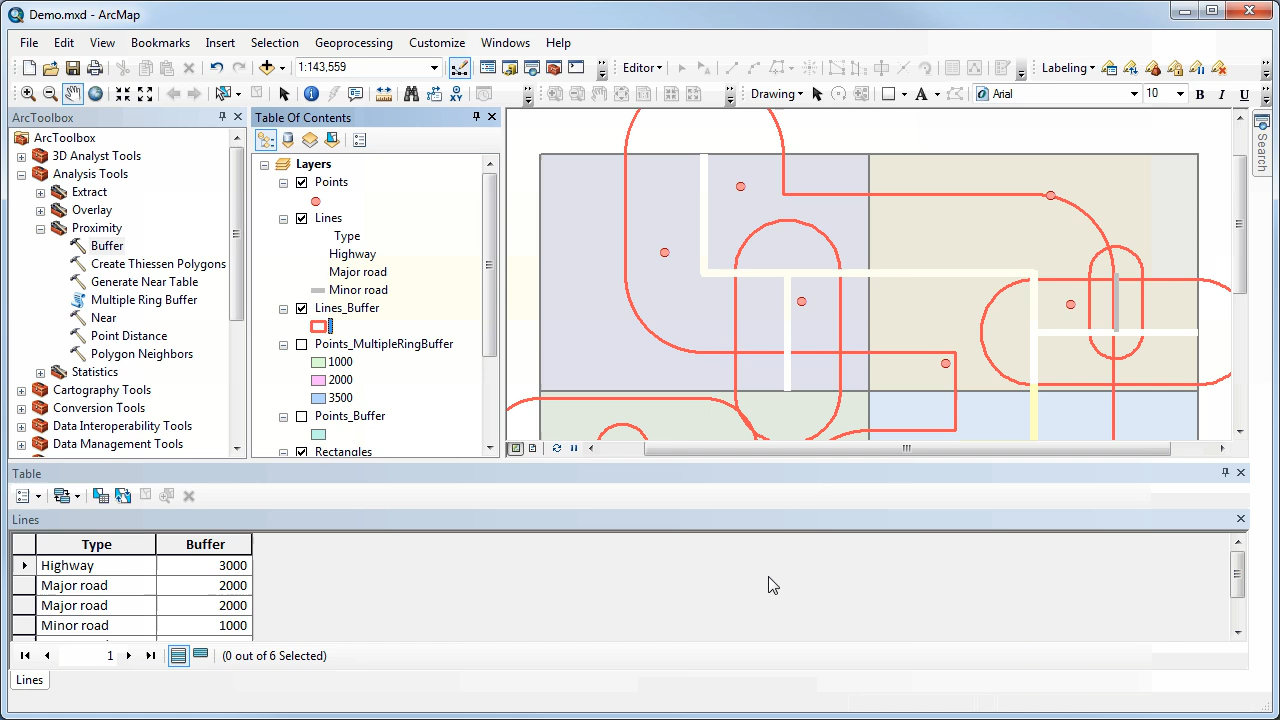 Demo.mxd - ArcMap
File Edit View Bookmarks Insert Selection Geoprocessing Customize Windows Help
1:143,559 Editor Labeling
Drawing Arial 10 B I U
ArcToolbox
ArcToolbox
3D Analyst Tools
Analysis Tools
Extract
Overlay
Proximity
Buffer
Create Thiessen Polygons
Generate Near Table
Multiple Ring Buffer
Near
Point Distance
Polygon Neighbors
Statistics
Cartography Tools
Conversion Tools
Data Interoperability Tools
Data Management Tools
Table Of Contents
Layers
Points
Lines
Type
Highway
Major road
Minor road
Lines_Buffer
Points_MultipleRingBuffer
1000
2000
3500
Points_Buffer
Rectangles
Search
Table
Lines
Type Buffer
Highway 3000
Major road 2000
Major road 2000
Minor road 1000
1 (0 out of 6 Selected)
Lines